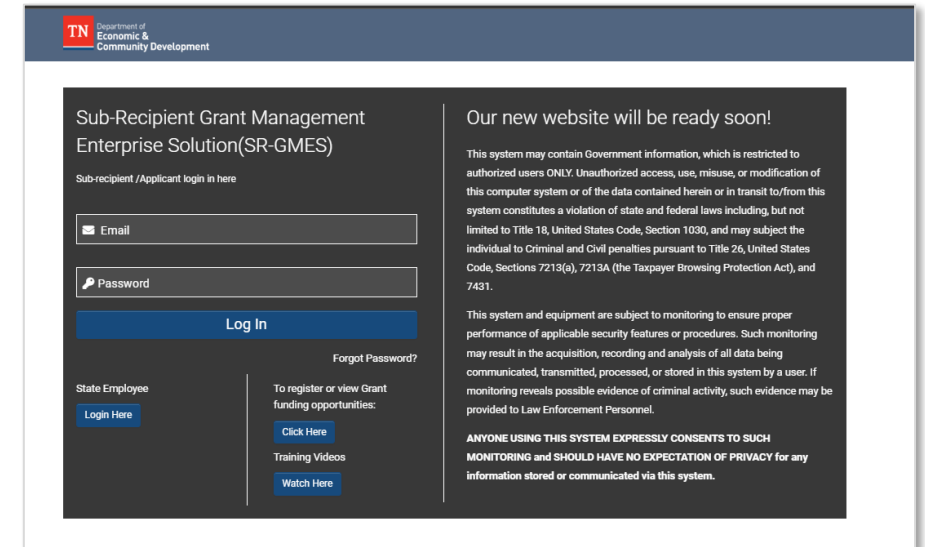 TN
Department of
Economic &
Community Development
Sub-Recipient Grant Management
Enterprise Solution(SR-GMES)
Sub-recipient /Applicant login in here
Email
Password
Log In
Forgot Password?
State Employee
Login Here
To register or view Grant
funding opportunities:
Click Here
Training Videos
Watch Here
Our new website will be ready soon!
This system may contain Government information, which is restricted to
authorized users ONLY. Unauthorized access, use, misuse, or modification of
this computer system or of the data contained herein or in transit to/from this
system constitutes a violation of state and federal laws including, but not
limited to Title 18, United States Code, Section 1030, and may subject the
individual to Criminal and Civil penalties pursuant to Title 26, United States
Code, Sections 7213(a), 7213A (the Taxpayer Browsing Protection Act), and
7431.
This system and equipment are subject to monitoring to ensure proper
performance of applicable security features or procedures. Such monitoring
may result in the acquisition, recording and analysis of all data being
communicated, transmitted, processed, or stored in this system by a user. If
monitoring reveals possible evidence of criminal activity, such evidence may be
provided to Law Enforcement Personnel.
ANYONE USING THIS SYSTEM EXPRESSLY CONSENTS TO SUCH
MONITORING and SHOULD HAVE NO EXPECTATION OF PRIVACY for any
information stored or communicated via this system.